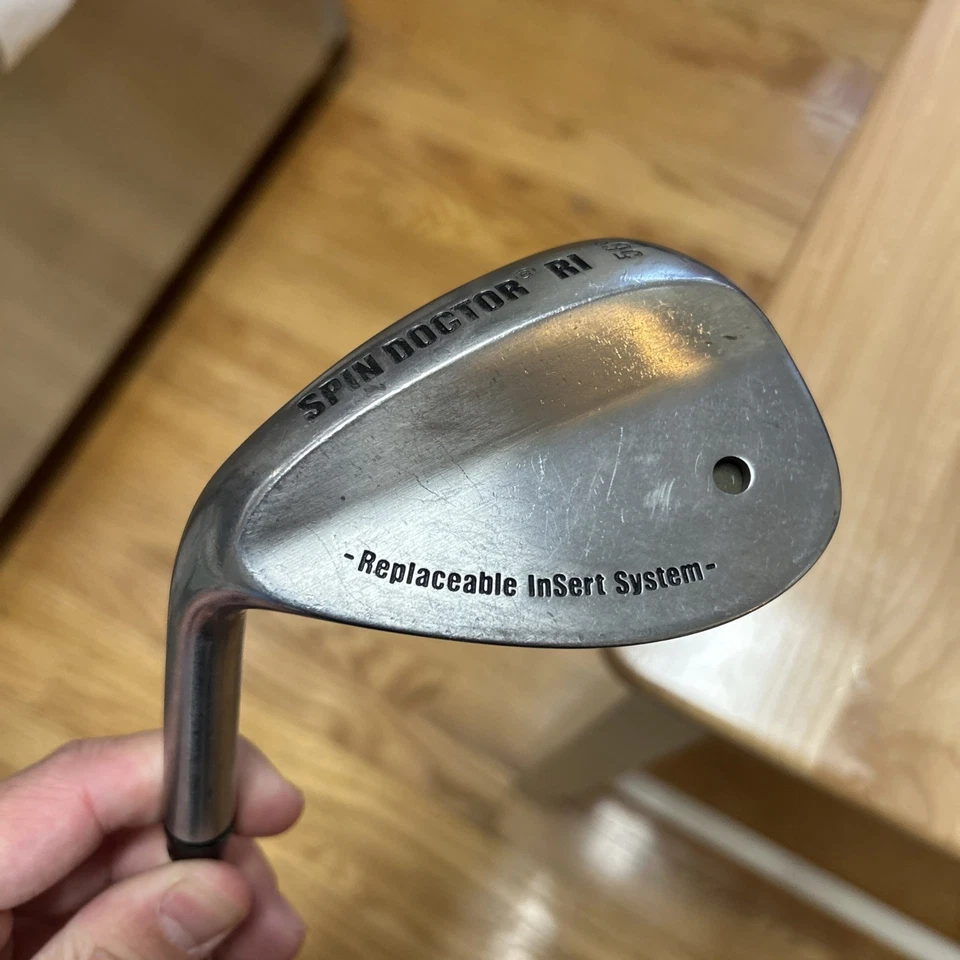 SPIN DOCTOR® RI
-Replaceable InSert System-